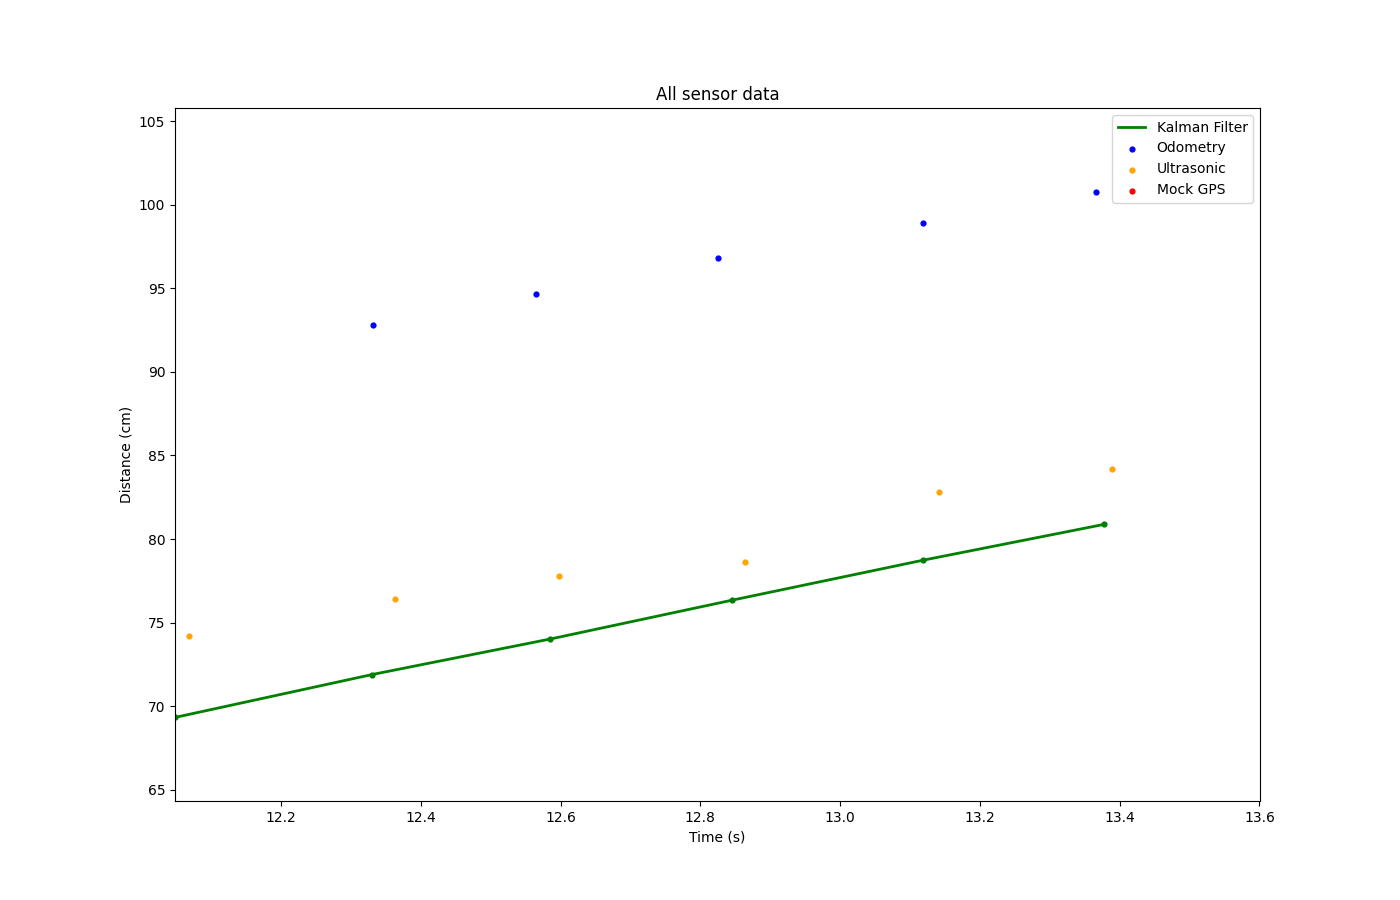 All sensor data
105
100
95
90
85
80
75
70
65
Distance (cm)
12.2
12.4
12.6
12.8
13.0
13.2
13.4
13.6
Time (s)
Kalman Filter
Odometry
Ultrasonic
Mock GPS